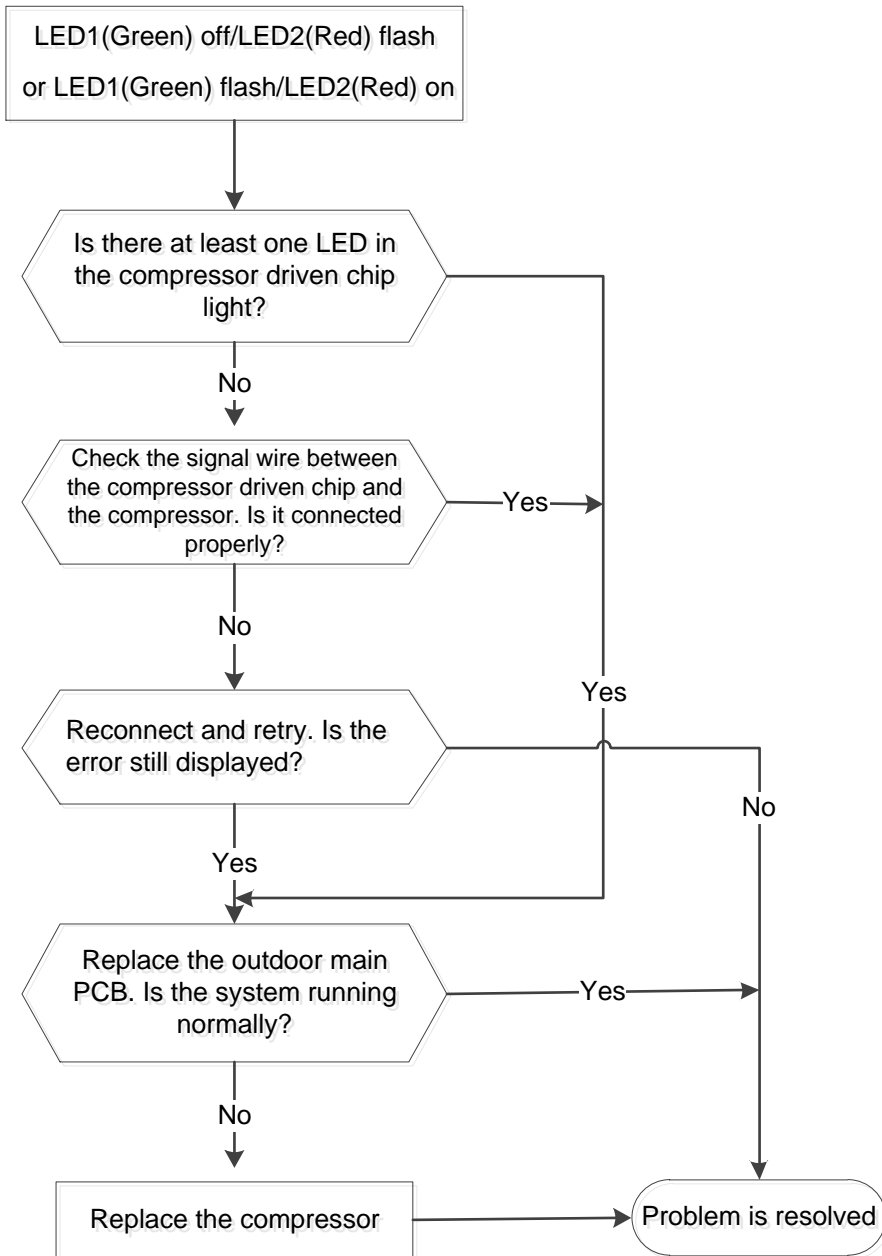 LED1(Green) off/LED2(Red) flash
or LED1(Green) flash/LED2(Red) on
Is there at least one LED in
the compressor driven chip
light?
No
Check the signal wire between
the compressor driven chip and
the compressor. Is it connected
properly?
Yes
No
Yes
Reconnect and retry. Is the
error still displayed?
No
Yes
Replace the outdoor main
PCB. Is the system running
normally?
Yes
No
Replace the compressor
Problem is resolved